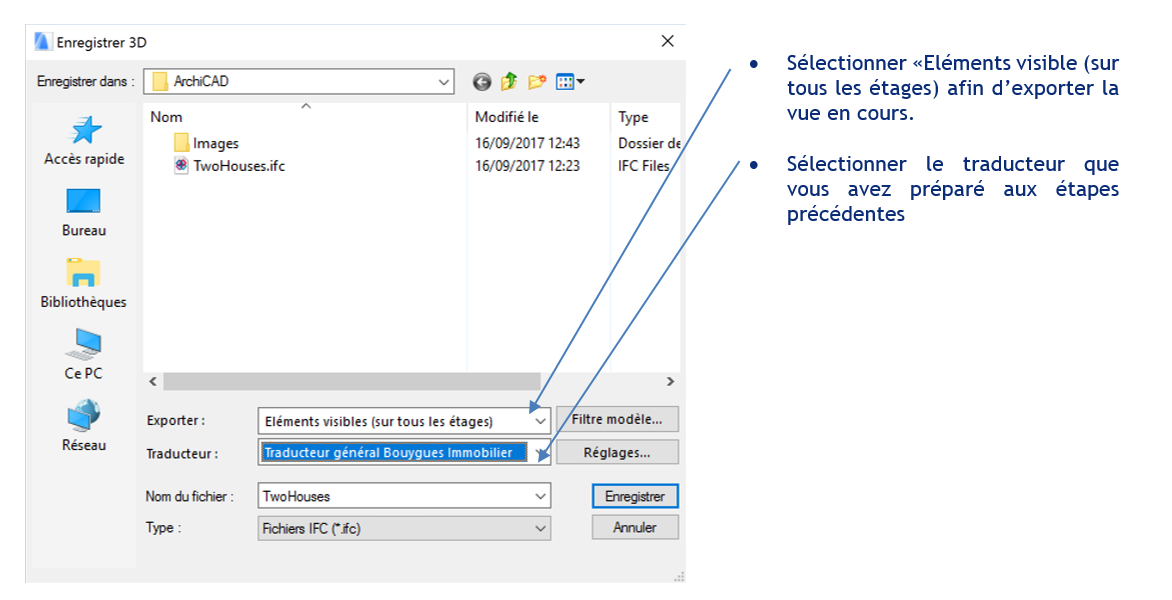 Enregistrer 3D
Enregistrer dans :
ArchiCAD
Nom
Modifié le
Type
Images
16/09/2017 12:43
Dossier de
TwoHouses.ifc
16/09/2017 12:23
IFC Files
Accès rapide
Bureau
Bibliothèques
Ce PC
Réseau
Exporter :
Eléments visibles (sur tous les étages)
Filtre modèle...
Traducteur :
Traducteur général Bouygues Immobilier
Réglages...
Nom du fichier :
TwoHouses
Enregistrer
Type :
Fichiers IFC (*.ifc)
Annuler
• Sélectionner «Eléments visible (sur
tous les étages) afin d’exporter la
vue en cours.
• Sélectionner le traducteur que
vous avez préparé aux étapes
précédentes